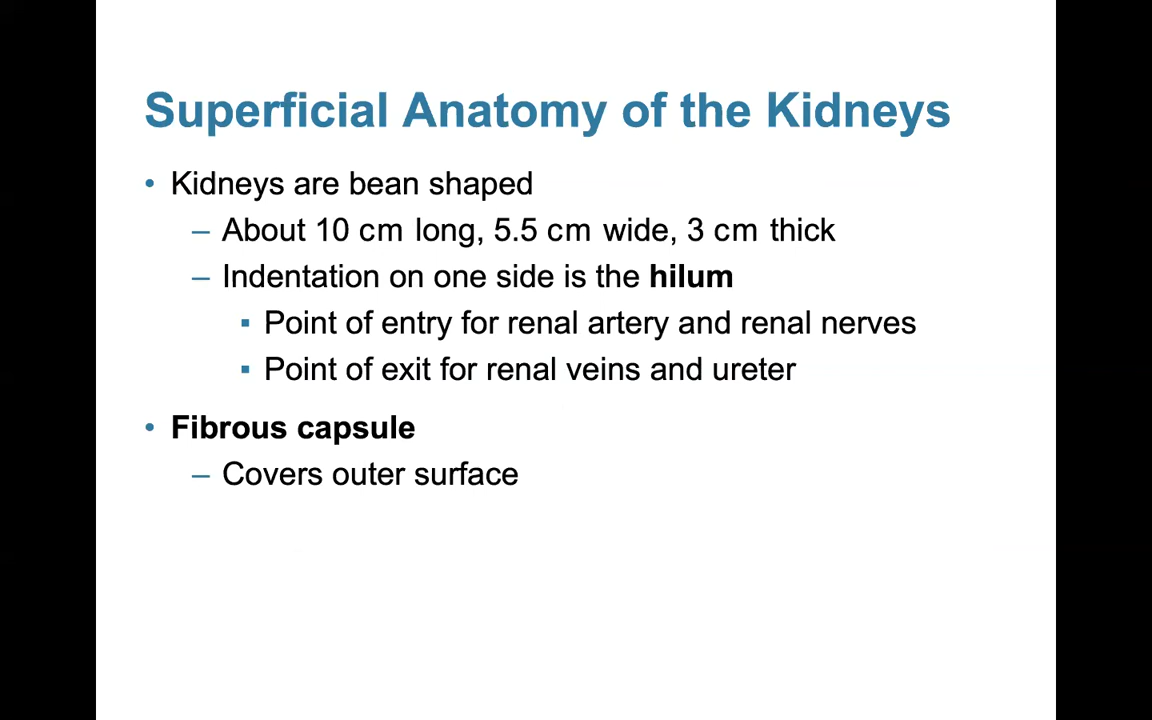 Superficial Anatomy of the Kidneys
• Kidneys are bean shaped
– About 10 cm long, 5.5 cm wide, 3 cm thick
– Indentation on one side is the hilum
▪ Point of entry for renal artery and renal nerves
▪ Point of exit for renal veins and ureter
• Fibrous capsule
– Covers outer surface